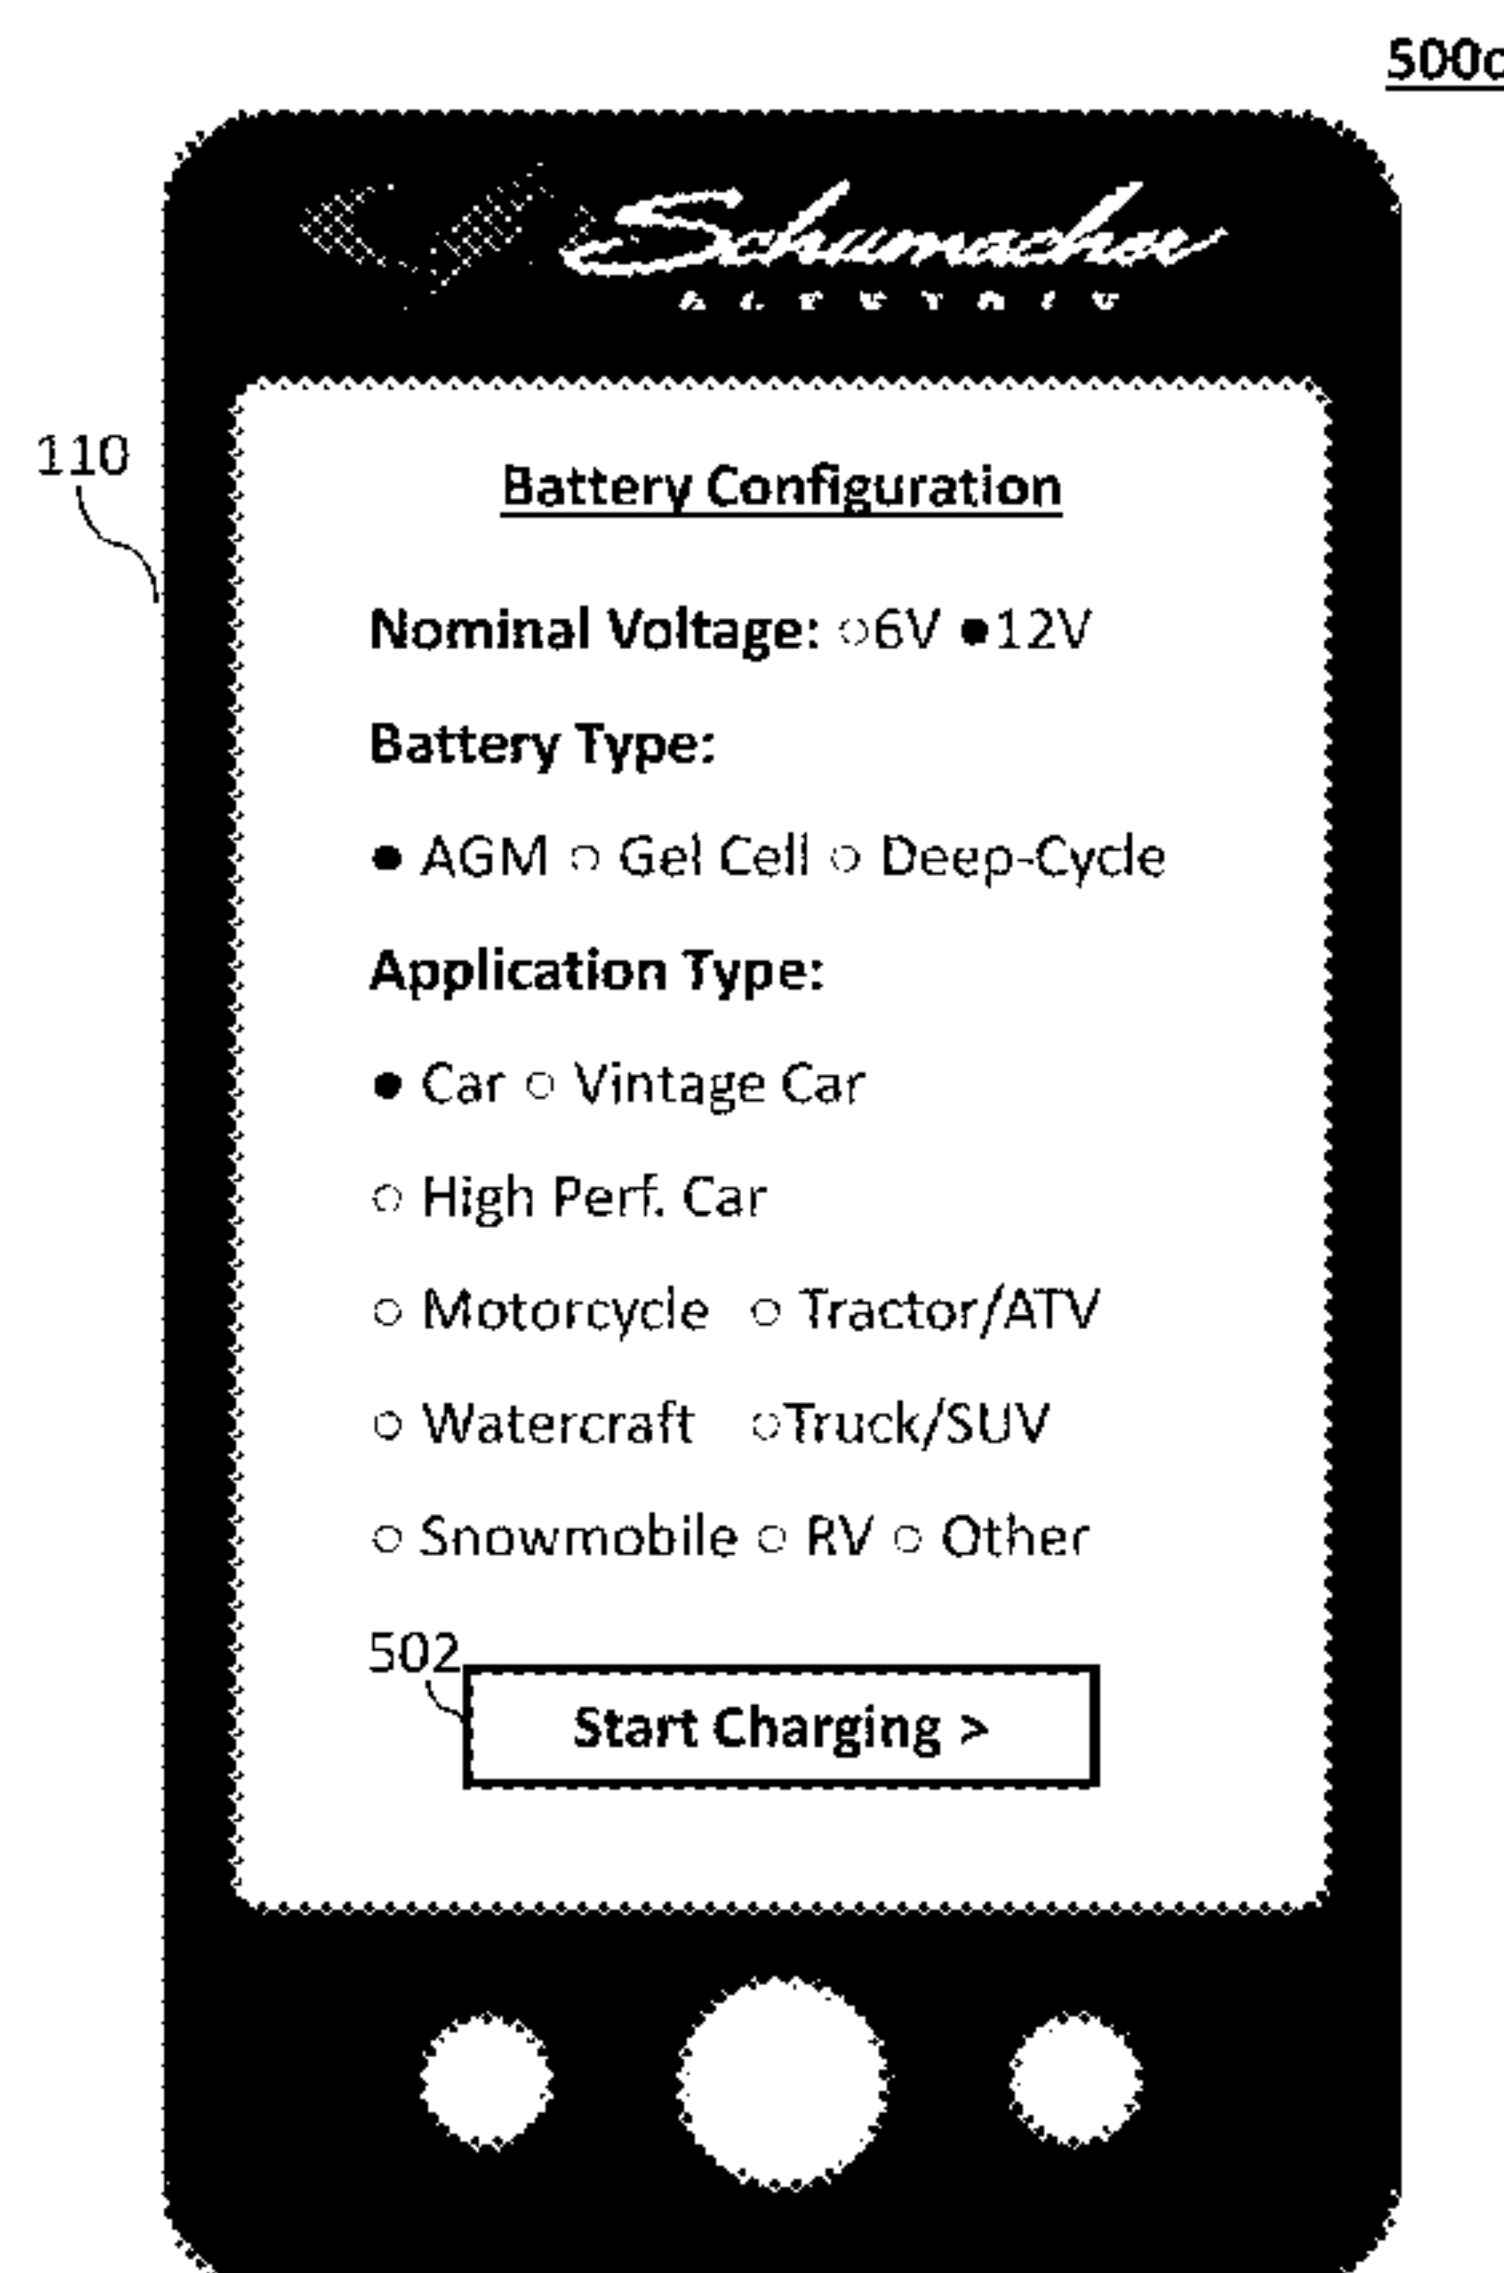 500c
Schumacher
110
Battery Configuration
Nominal Voltage: ○6V ●12V
Battery Type:
● AGM ○ Gel Cell ○ Deep-Cycle
Application Type:
● Car ○ Vintage Car
○ High Perf. Car
○ Motorcycle ○ Tractor/ATV
○ Watercraft ○Truck/SUV
○ Snowmobile ○ RV ○ Other
502
Start Charging >